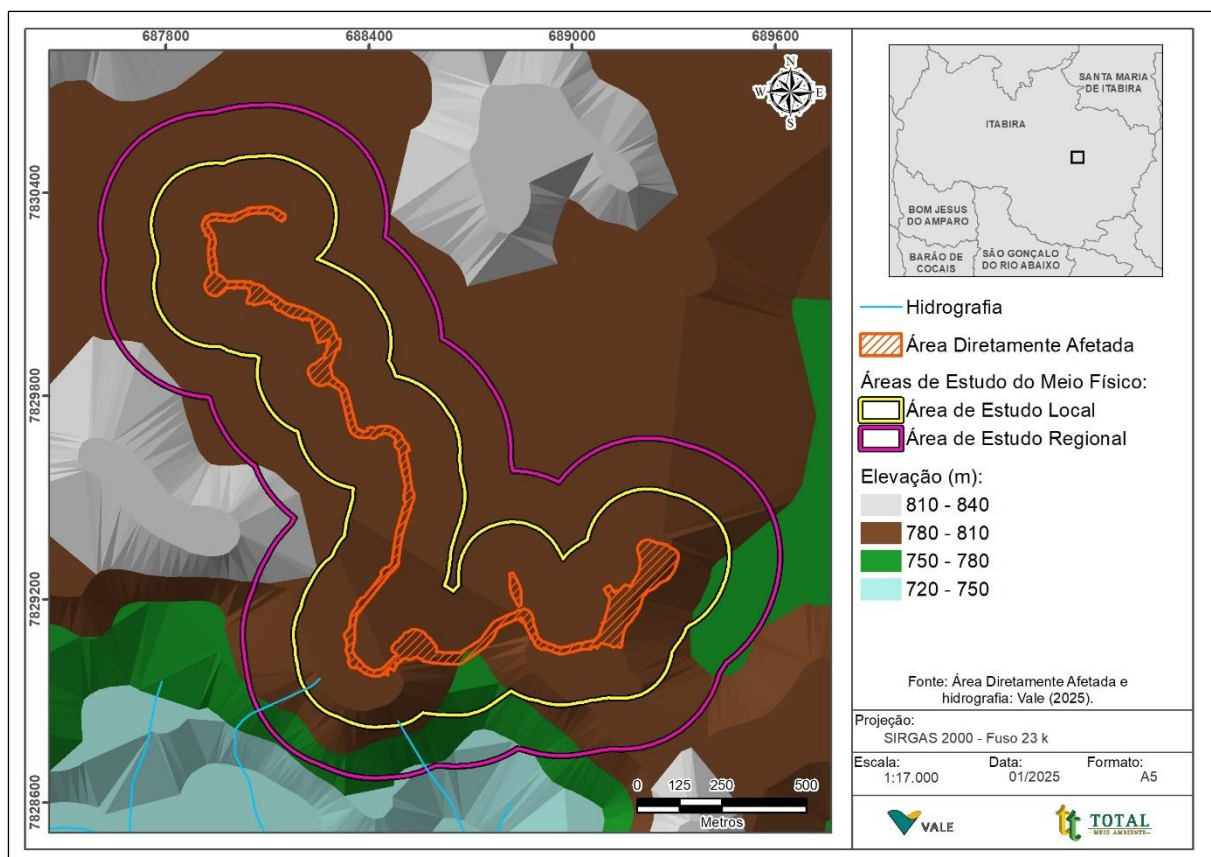 687800
688400
689000
689600
7830400
7829800
7829200
7828600
N
W
E
S
0
125
250
500
Metros
SANTA MARIA
DE ITABIRA
ITABIRA
BOM JESUS
DO AMPARO
BARÃO DE
COCAIS
SÃO GONÇALO
DO RIO ABAIXO
Hidrografia
Área Diretamente Afetada
Áreas de Estudo do Meio Físico:
Área de Estudo Local
Área de Estudo Regional
Elevação (m):
810 - 840
780 - 810
750 - 780
720 - 750
Fonte: Área Diretamente Afetada e
hidrografia: Vale (2025).
Projeção:
SIRGAS 2000 - Fuso 23 k
Escala:
1:17.000
Data:
01/2025
Formato:
A5
VALE
TOTAL
MEIO AMBIENTE